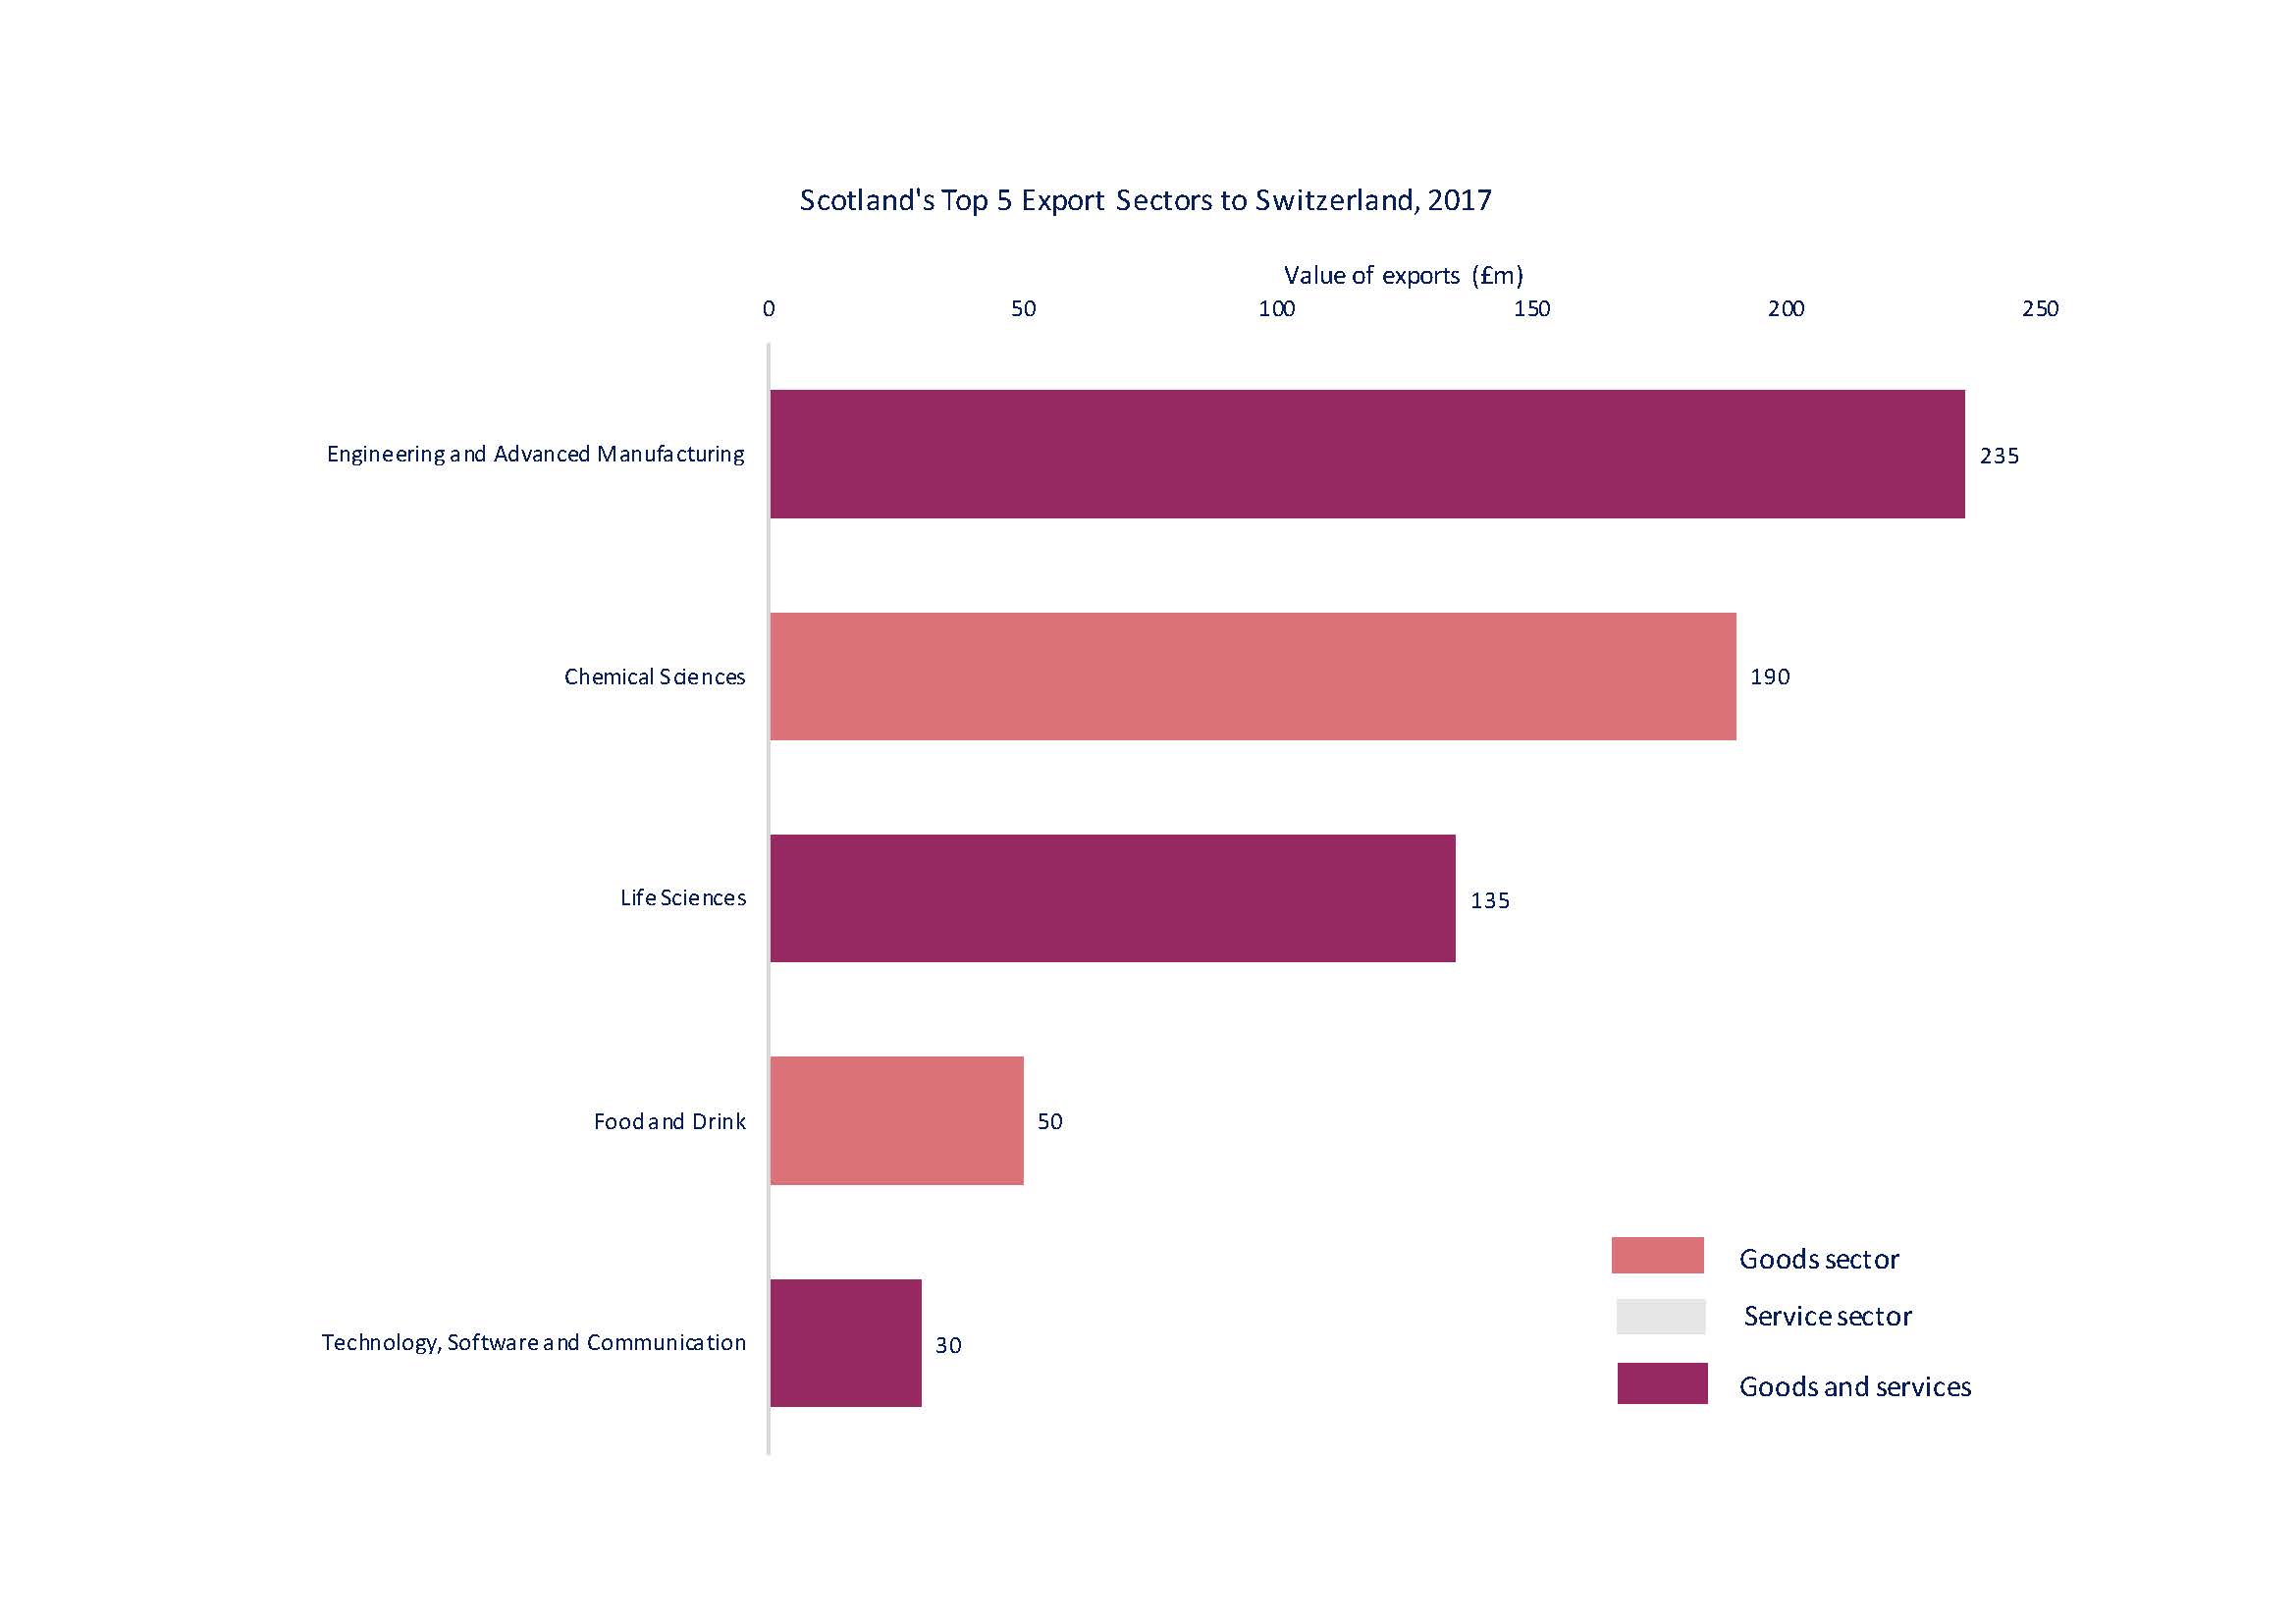 Scotland's Top 5 Export Sectors to Switzerland, 2017
Value of exports (£m)
0 50 100 150 200 250
Engineering and Advanced Manufacturing 235
Chemical Sciences 190
Life Sciences 135
Food and Drink 50
Technology, Software and Communication 30
Goods sector
Service sector
Goods and services